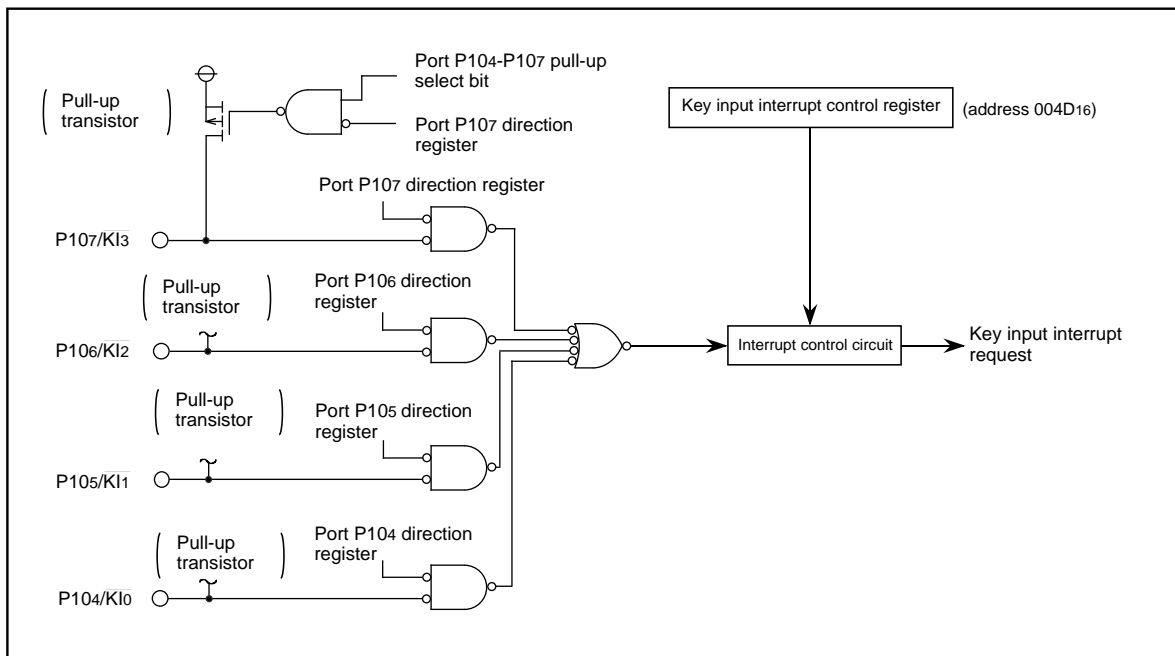 Port P104-P107 pull-up
select bit
( Pull-up
transistor )
Port P107 direction
register
Key input interrupt control register
(address 004D16)
Port P107 direction register
P107/KI3
( Pull-up
transistor )
Port P106 direction
register
P106/KI2
Interrupt control circuit
Key input interrupt
request
( Pull-up
transistor )
Port P105 direction
register
P105/KI1
( Pull-up
transistor )
Port P104 direction
register
P104/KI0